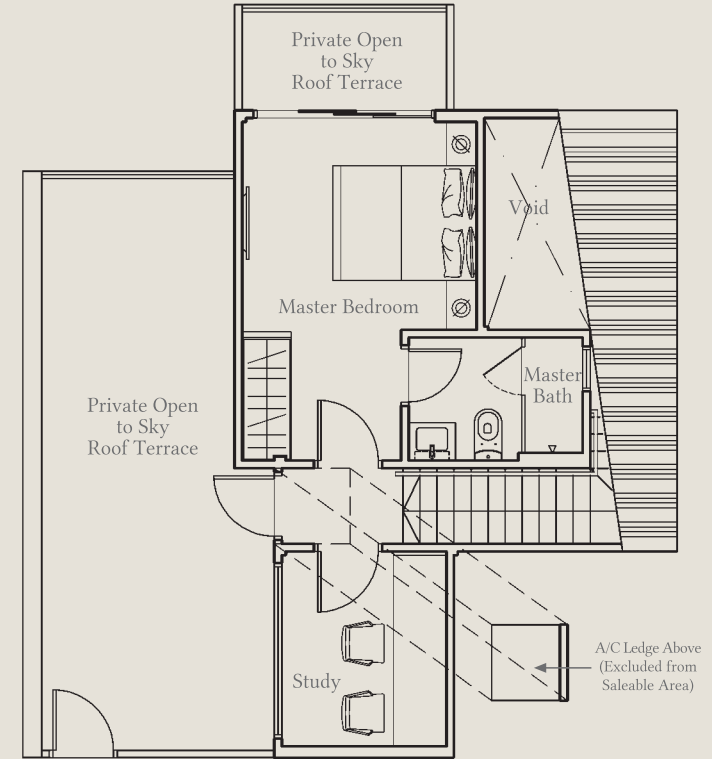 Private Open
to Sky
Roof Terrace
Void
Master Bedroom
Master
Bath
Private Open
to Sky
Roof Terrace
Study
A/C Ledge Above
(Excluded from
Saleable Area)